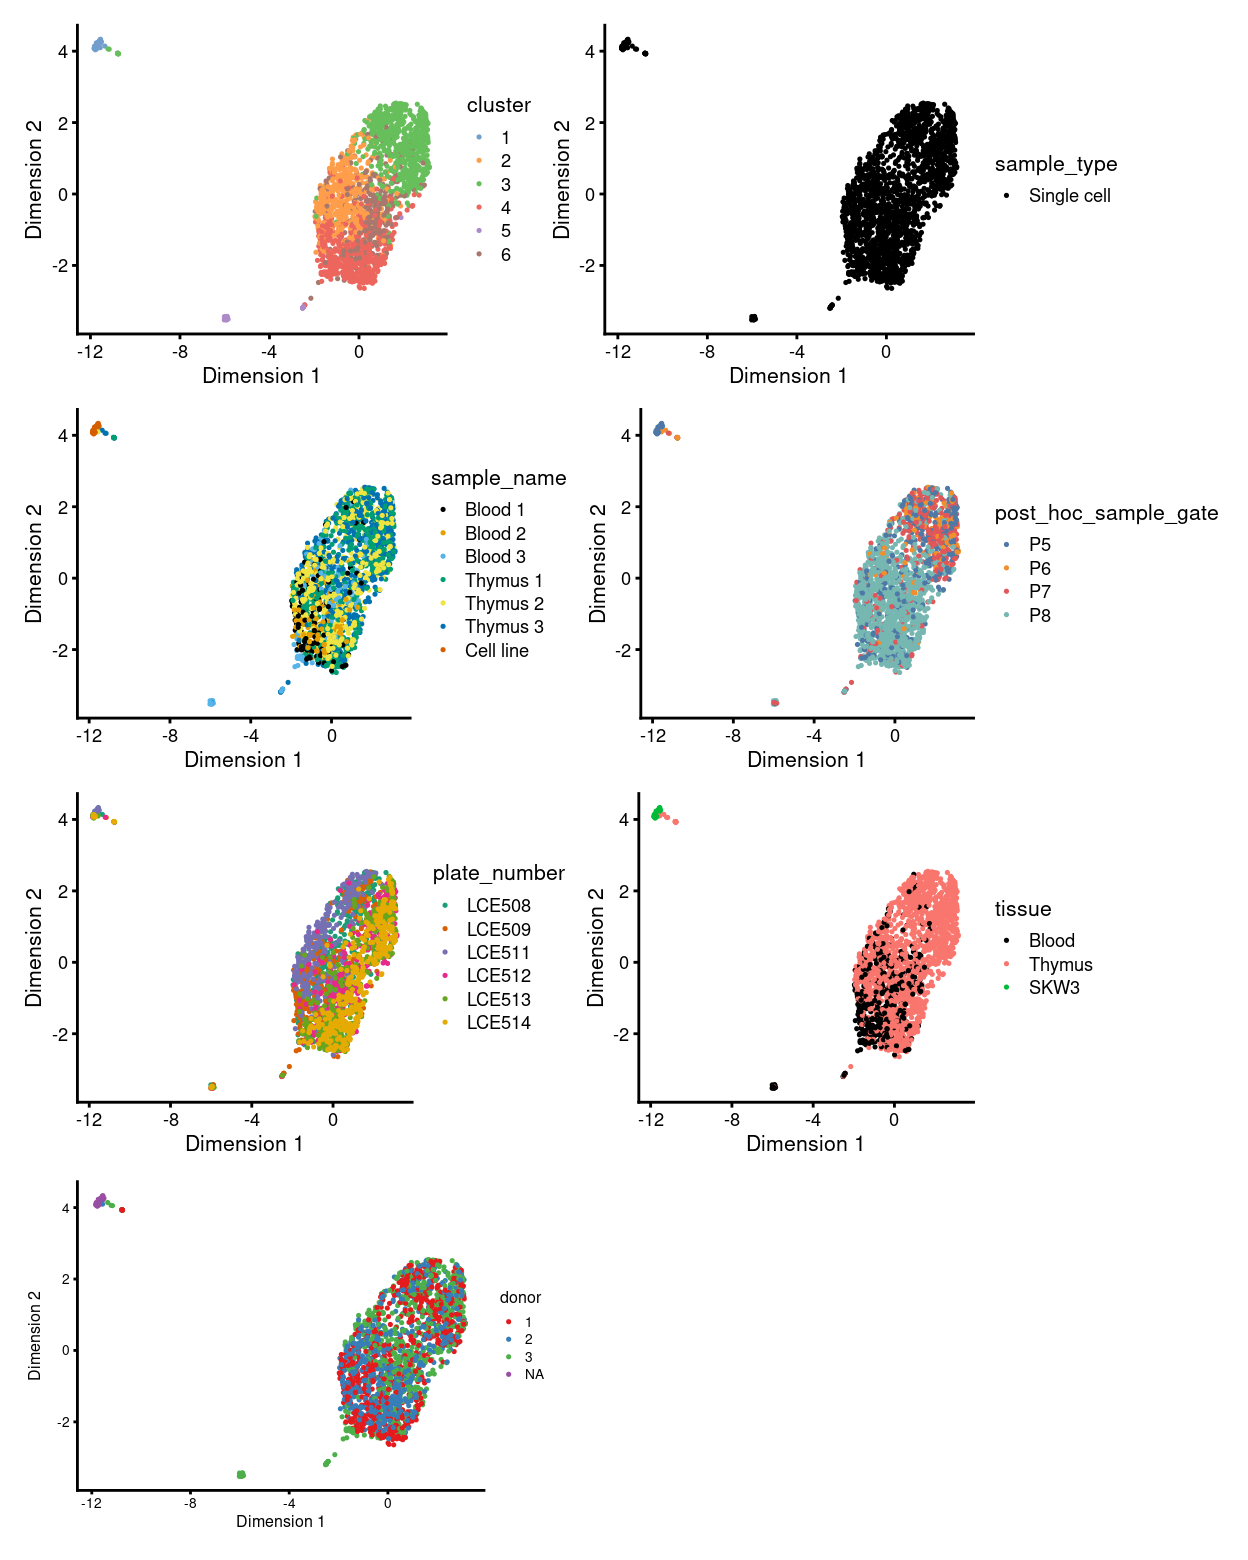 4
2
0
-2
-12
-8
-4
0
Dimension 1
Dimension 2
cluster
1
2
3
4
5
6
4
2
0
-2
-12
-8
-4
0
Dimension 1
Dimension 2
sample_type
Single cell
4
2
0
-2
-12
-8
-4
0
Dimension 1
Dimension 2
sample_name
Blood 1
Blood 2
Blood 3
Thymus 1
Thymus 2
Thymus 3
Cell line
4
2
0
-2
-12
-8
-4
0
Dimension 1
Dimension 2
post_hoc_sample_gate
P5
P6
P7
P8
4
2
0
-2
-12
-8
-4
0
Dimension 1
Dimension 2
plate_number
LCE508
LCE509
LCE511
LCE512
LCE513
LCE514
4
2
0
-2
-12
-8
-4
0
Dimension 1
Dimension 2
tissue
Blood
Thymus
SKW3
4
2
0
-2
-12
-8
-4
0
Dimension 1
Dimension 2
donor
1
2
3
NA